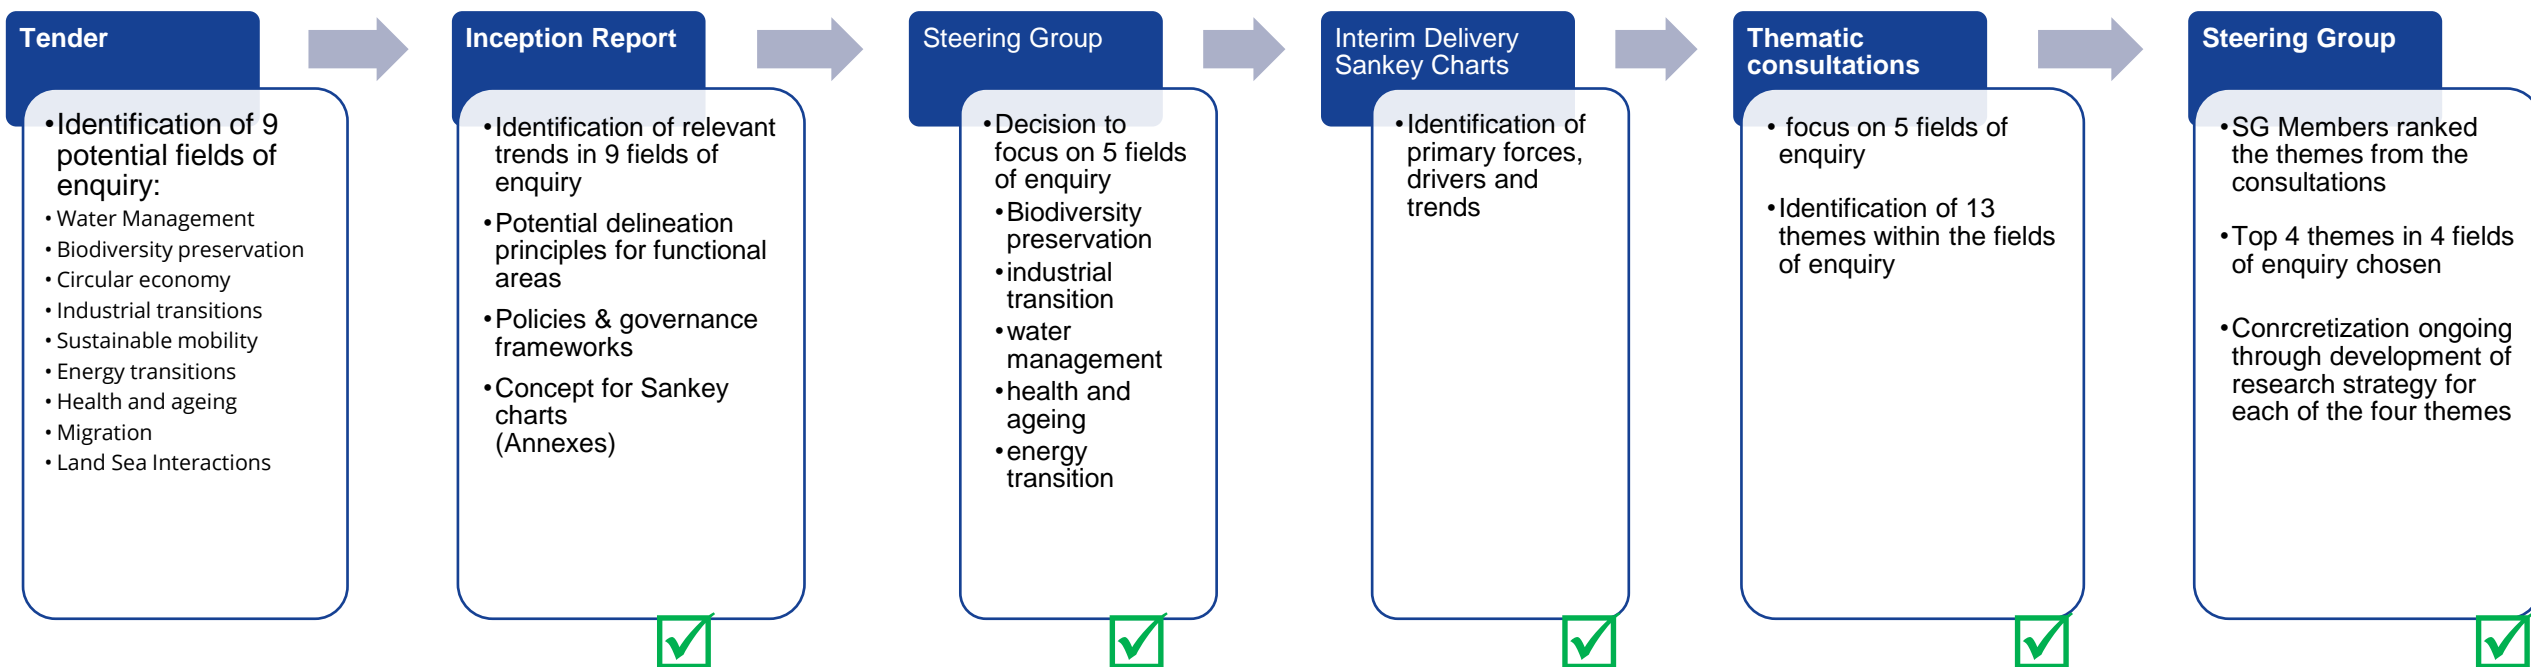 Tender
•Identification of 9
potential fields of
enquiry:
• Water Management
• Biodiversity preservation
• Circular economy
• Industrial transitions
• Sustainable mobility
• Energy transitions
• Health and ageing
• Migration
• Land Sea Interactions
Inception Report
•Identification of relevant
trends in 9 fields of
enquiry
•Potential delineation
principles for functional
areas
•Policies & governance
frameworks
•Concept for Sankey
charts
(Annexes)
Steering Group
•Decision to
focus on 5 fields
of enquiry
•Biodiversity
preservation
•industrial
transition
•water
management
•health and
ageing
•energy
transition
Interim Delivery
Sankey Charts
•Identification of
primary forces,
drivers and
trends
Thematic
consultations
• focus on 5 fields of
enquiry
•Identification of 13
themes within the fields
of enquiry
Steering Group
•SG Members ranked
the themes from the
consultations
•Top 4 themes in 4 fields
of enquiry chosen
•Conrcretization ongoing
through development of
research strategy for
each of the four themes